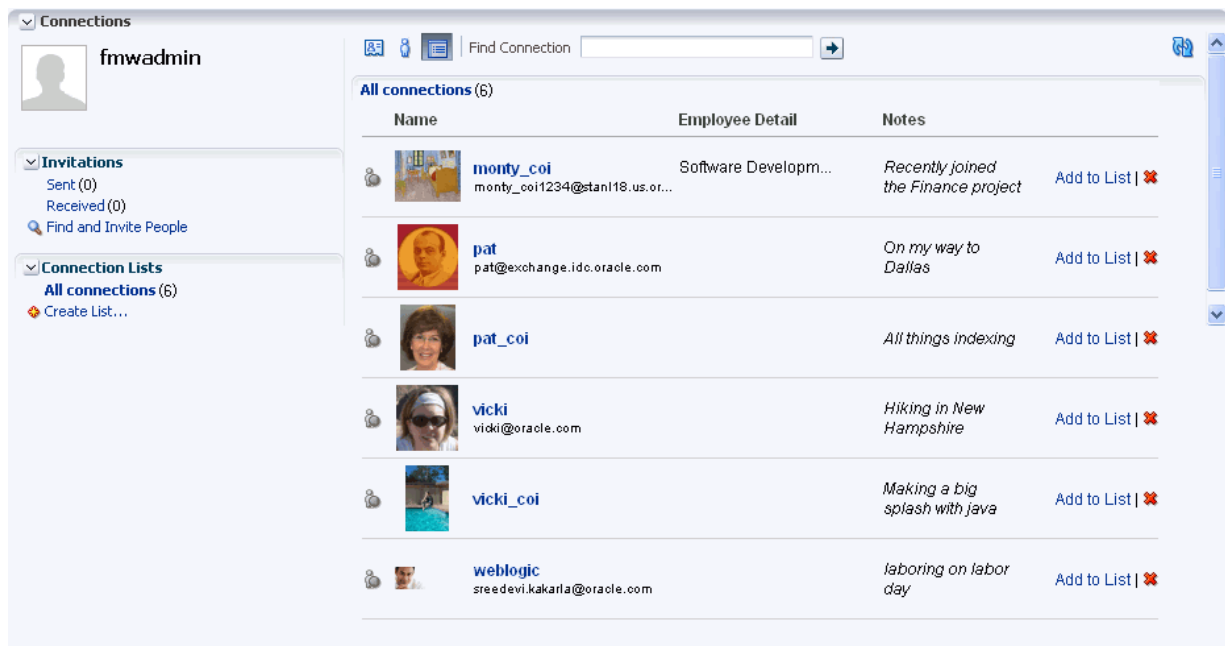 Connections
fmwadmin
Invitations
Sent (0)
Received (0)
Find and Invite People
Connection Lists
All connections (6)
Create List...
Find Connection
All connections (6)
Name Employee Detail Notes
monty_coi
monty_coi1234@stanl18.us.or...
Software Developm...
Recently joined
the Finance project
Add to List |
pat
pat@exchange.idc.oracle.com
On my way to
Dallas
Add to List |
pat_coi
All things indexing
Add to List |
vicki
vicki@oracle.com
Hiking in New
Hampshire
Add to List |
vicki_coi
Making a big
splash with java
Add to List |
weblogic
sreedevi.kakarla@oracle.com
laboring on labor
day
Add to List |